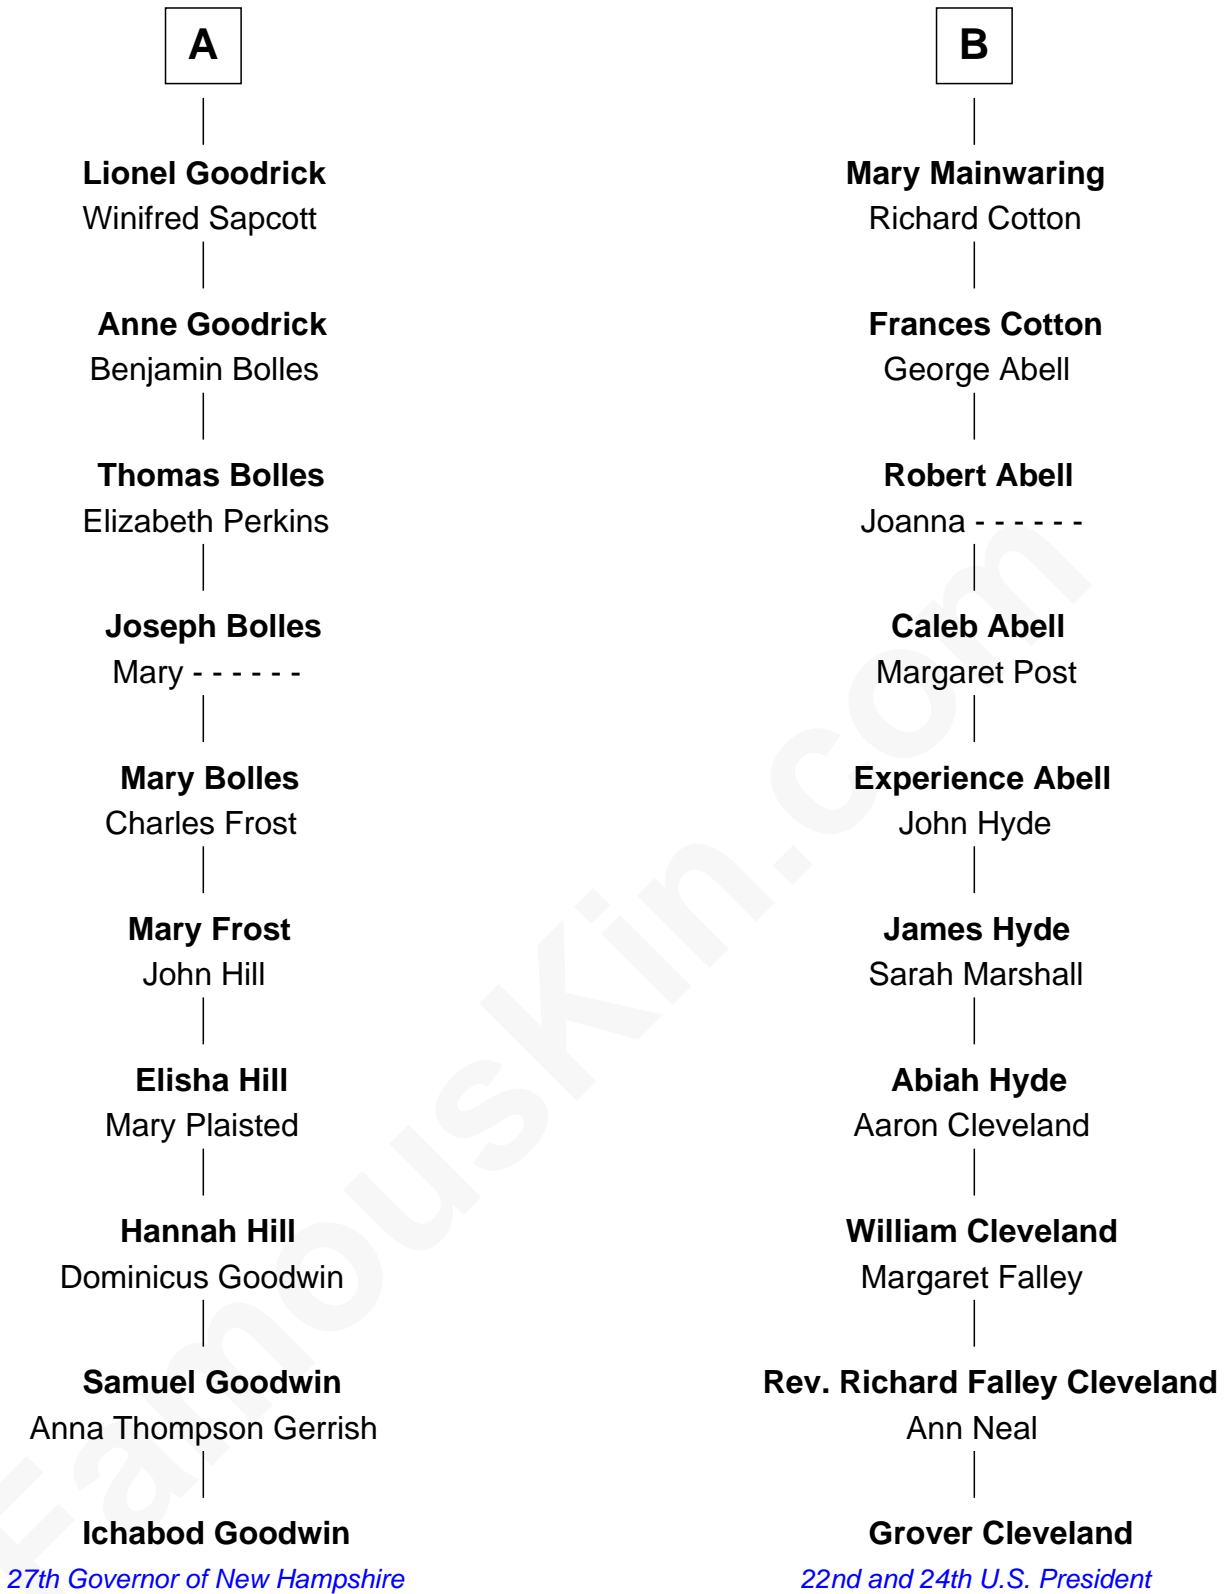 A
Lionel Goodrick
Winifred Sapcott
Anne Goodrick
Benjamin Bolles
Thomas Bolles
Elizabeth Perkins
Joseph Bolles
Mary - - - - - -
Mary Bolles
Charles Frost
Mary Frost
John Hill
Elisha Hill
Mary Plaisted
Hannah Hill
Dominicus Goodwin
Samuel Goodwin
Anna Thompson Gerrish
Ichabod Goodwin
27th Governor of New Hampshire
B
Mary Mainwaring
Richard Cotton
Frances Cotton
George Abell
Robert Abell
Joanna - - - - - -
Caleb Abell
Margaret Post
Experience Abell
John Hyde
James Hyde
Sarah Marshall
Abiah Hyde
Aaron Cleveland
William Cleveland
Margaret Falley
Rev. Richard Falley Cleveland
Ann Neal
Grover Cleveland
22nd and 24th U.S. President
FamousKin.com